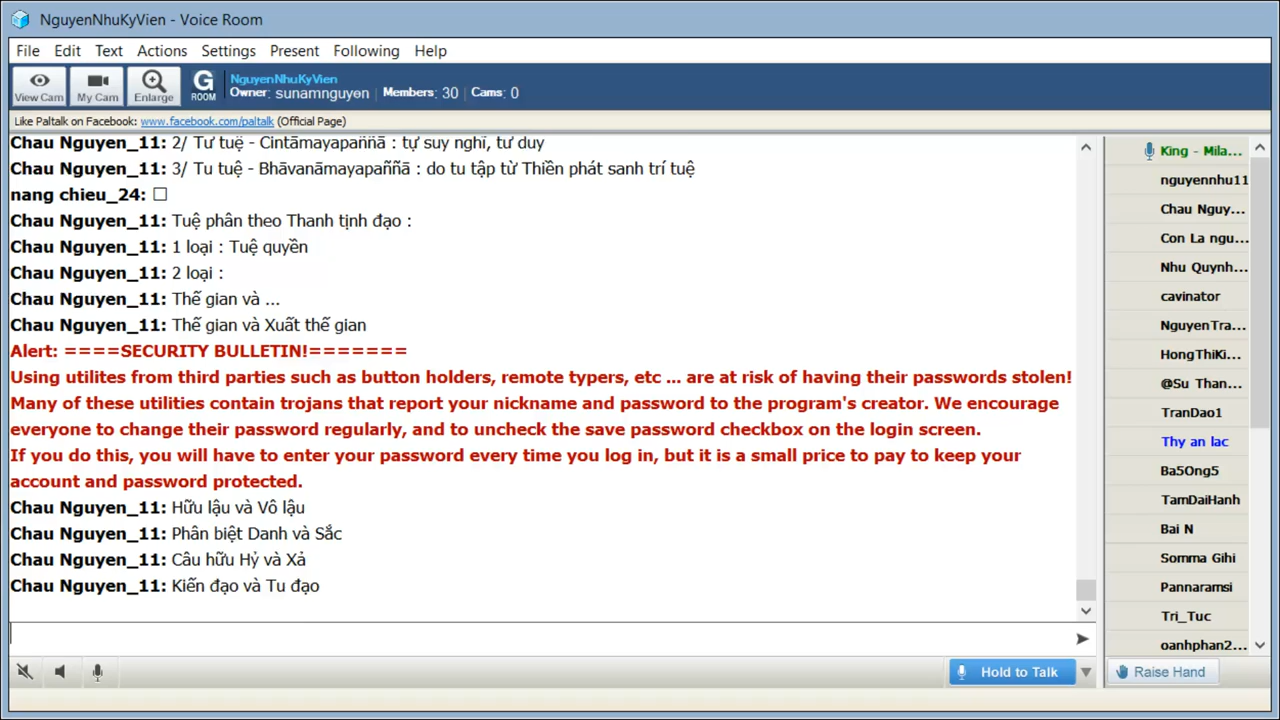 NguyenNhuKyVien - Voice Room
File Edit Text Actions Settings Present Following Help
View Cam My Cam Enlarge G ROOM
NguyenNhuKyVien
Owner: sunamnguyen | Members: 30 | Cams: 0
Like Paltalk on Facebook: www.facebook.com/paltalk (Official Page)
Chau Nguyen_11: 2/ Tư tuệ - Cintāmayapaññā : tự suy nghĩ, tư duy
Chau Nguyen_11: 3/ Tu tuệ - Bhāvanāmayapaññā : do tu tập từ Thiền phát sanh trí tuệ
nang chieu_24: □
Chau Nguyen_11: Tuệ phân theo Thanh tịnh đạo :
Chau Nguyen_11: 1 loại : Tuệ quyền
Chau Nguyen_11: 2 loại :
Chau Nguyen_11: Thế gian và ...
Chau Nguyen_11: Thế gian và Xuất thế gian
Alert: ====SECURITY BULLETIN!=======
Using utilites from third parties such as button holders, remote typers, etc ... are at risk of having their passwords stolen!
Many of these utilities contain trojans that report your nickname and password to the program's creator. We encourage
everyone to change their password regularly, and to uncheck the save password checkbox on the login screen.
If you do this, you will have to enter your password every time you log in, but it is a small price to pay to keep your
account and password protected.
Chau Nguyen_11: Hữu lậu và Vô lậu
Chau Nguyen_11: Phân biệt Danh và Sắc
Chau Nguyen_11: Câu hữu Hỷ và Xả
Chau Nguyen_11: Kiến đạo và Tu đạo
King - Mila...
nguyennhu11
Chau Nguy...
Con La ngu...
Nhu Quynh...
cavinator
NguyenTra...
HongThiKi...
@Su Than...
TranDao1
Thy an lac
Ba5Ong5
TamDaiHanh
Bai N
Somma Gihi
Pannaramsi
Tri_Tuc
oanhphan2...
Hold to Talk
Raise Hand